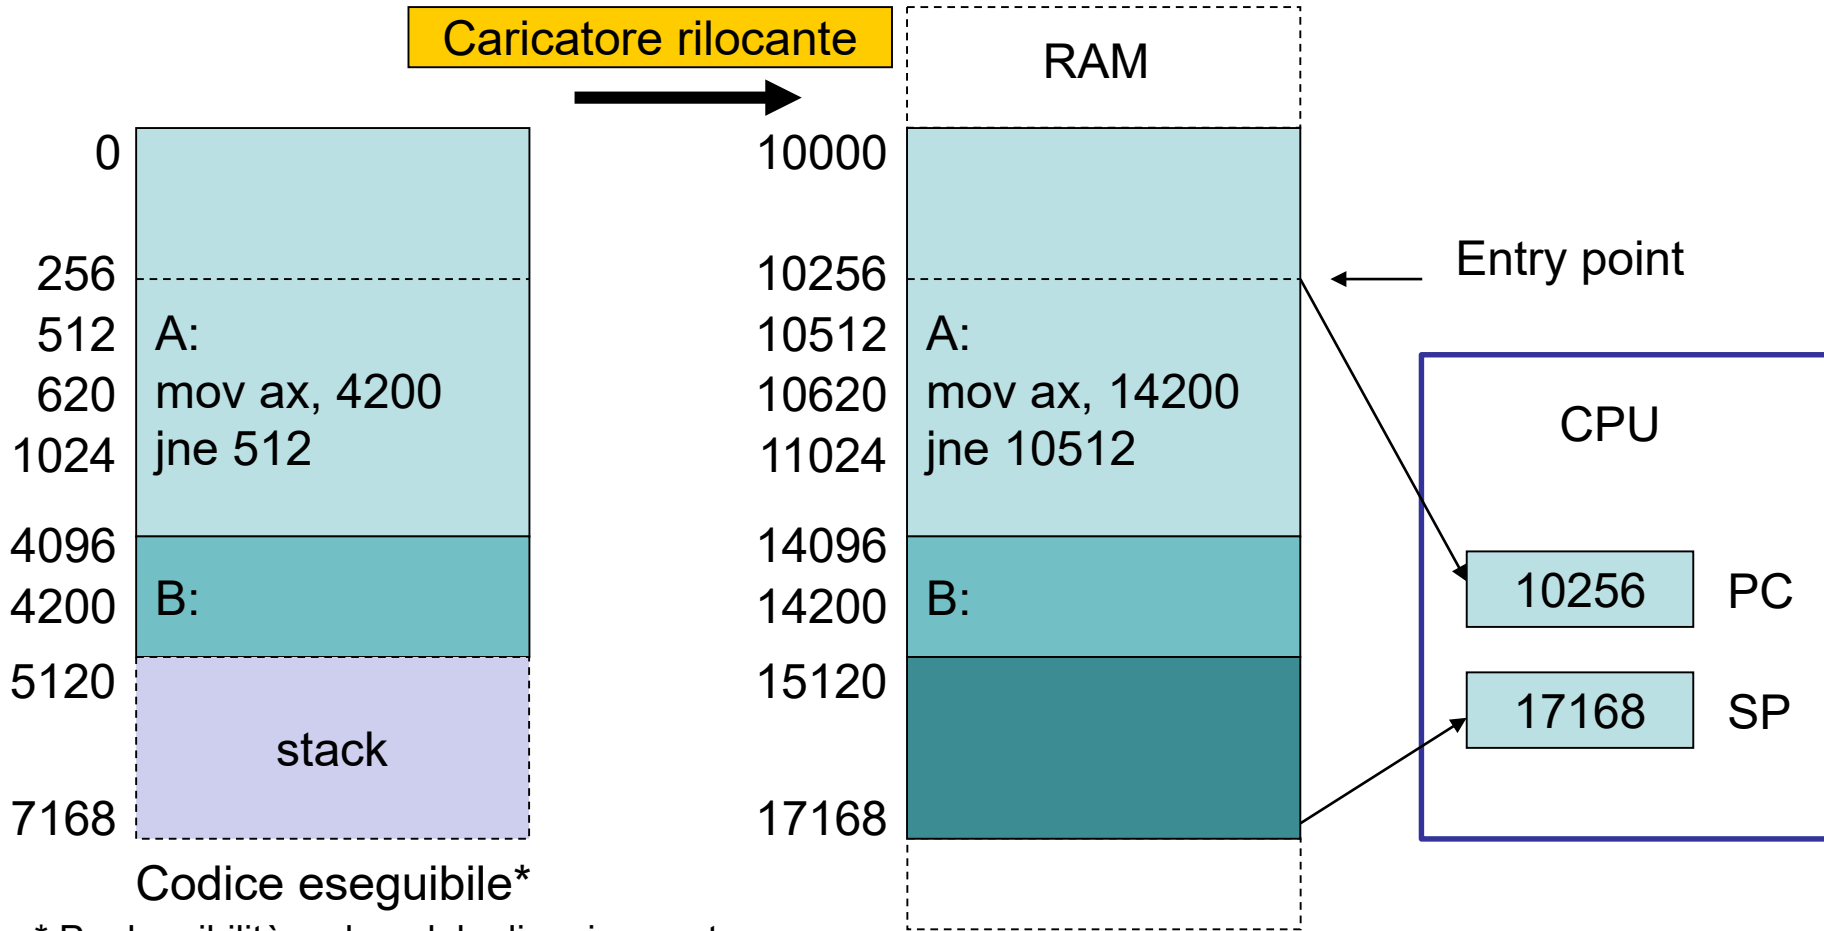 Caricatore rilocante
RAM
0
256
512
620
1024
4096
4200
5120
7168
A:
mov ax, 4200
jne 512
B:
stack
Codice eseguibile*
10000
10256
10512
10620
11024
14096
14200
15120
17168
A:
mov ax, 14200
jne 10512
B:
Entry point
CPU
10256 PC
17168 SP